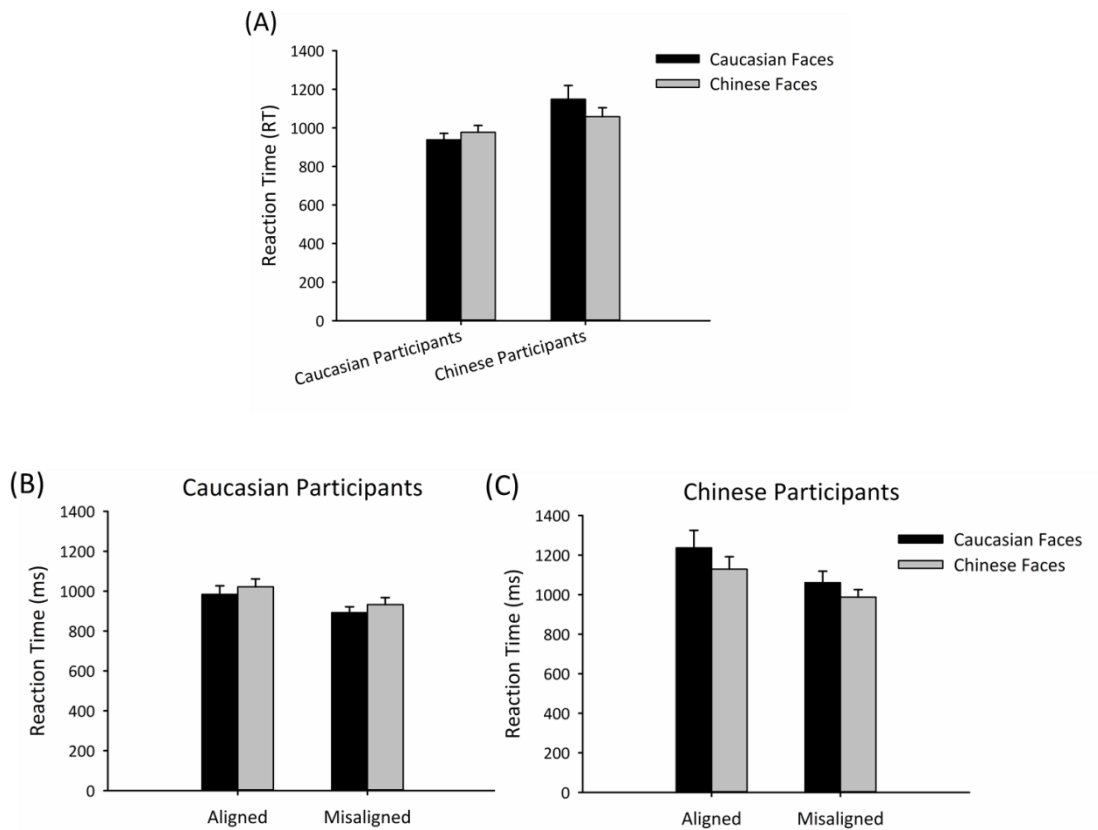 (A)
1400
1200
1000
800
600
400
200
0
Reaction Time (RT)
Caucasian Faces
Chinese Faces
Caucasian Participants
Chinese Participants
(B)
Caucasian Participants
1400
1200
1000
800
600
400
200
0
Reaction Time (ms)
Aligned
Misaligned
(C)
Chinese Participants
1400
1200
1000
800
600
400
200
0
Reaction Time (ms)
Caucasian Faces
Chinese Faces
Aligned
Misaligned